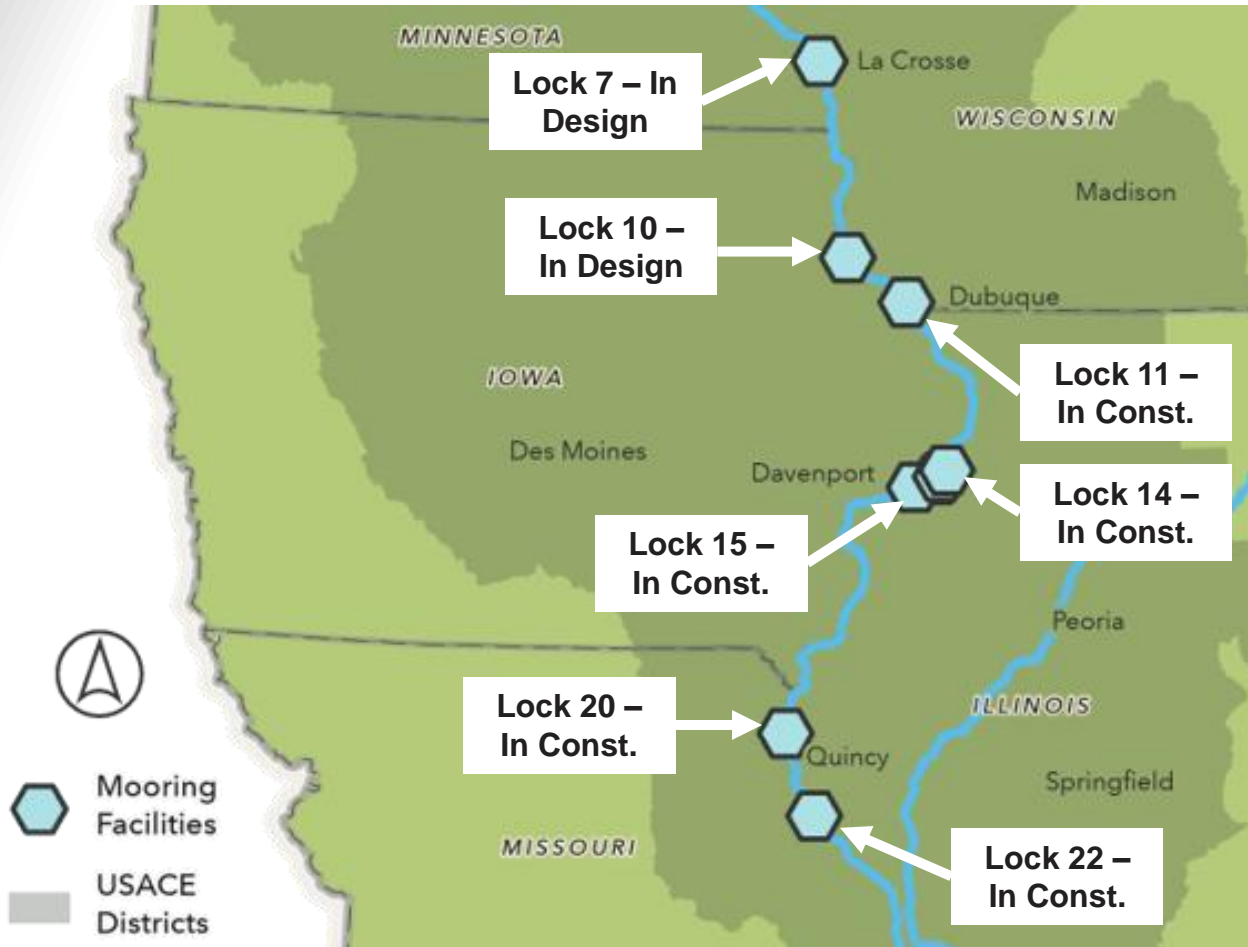 MINNESOTA
La Crosse
Lock 7 – In
Design
WISCONSIN
Madison
Lock 10 –
In Design
Dubuque
IOWA
Lock 11 –
In Const.
Des Moines
Davenport
Lock 14 –
In Const.
Lock 15 –
In Const.
Peoria
Lock 20 –
In Const.
ILLINOIS
Quincy
Springfield
Mooring
Facilities
MISSOURI
Lock 22 –
In Const.
USACE
Districts